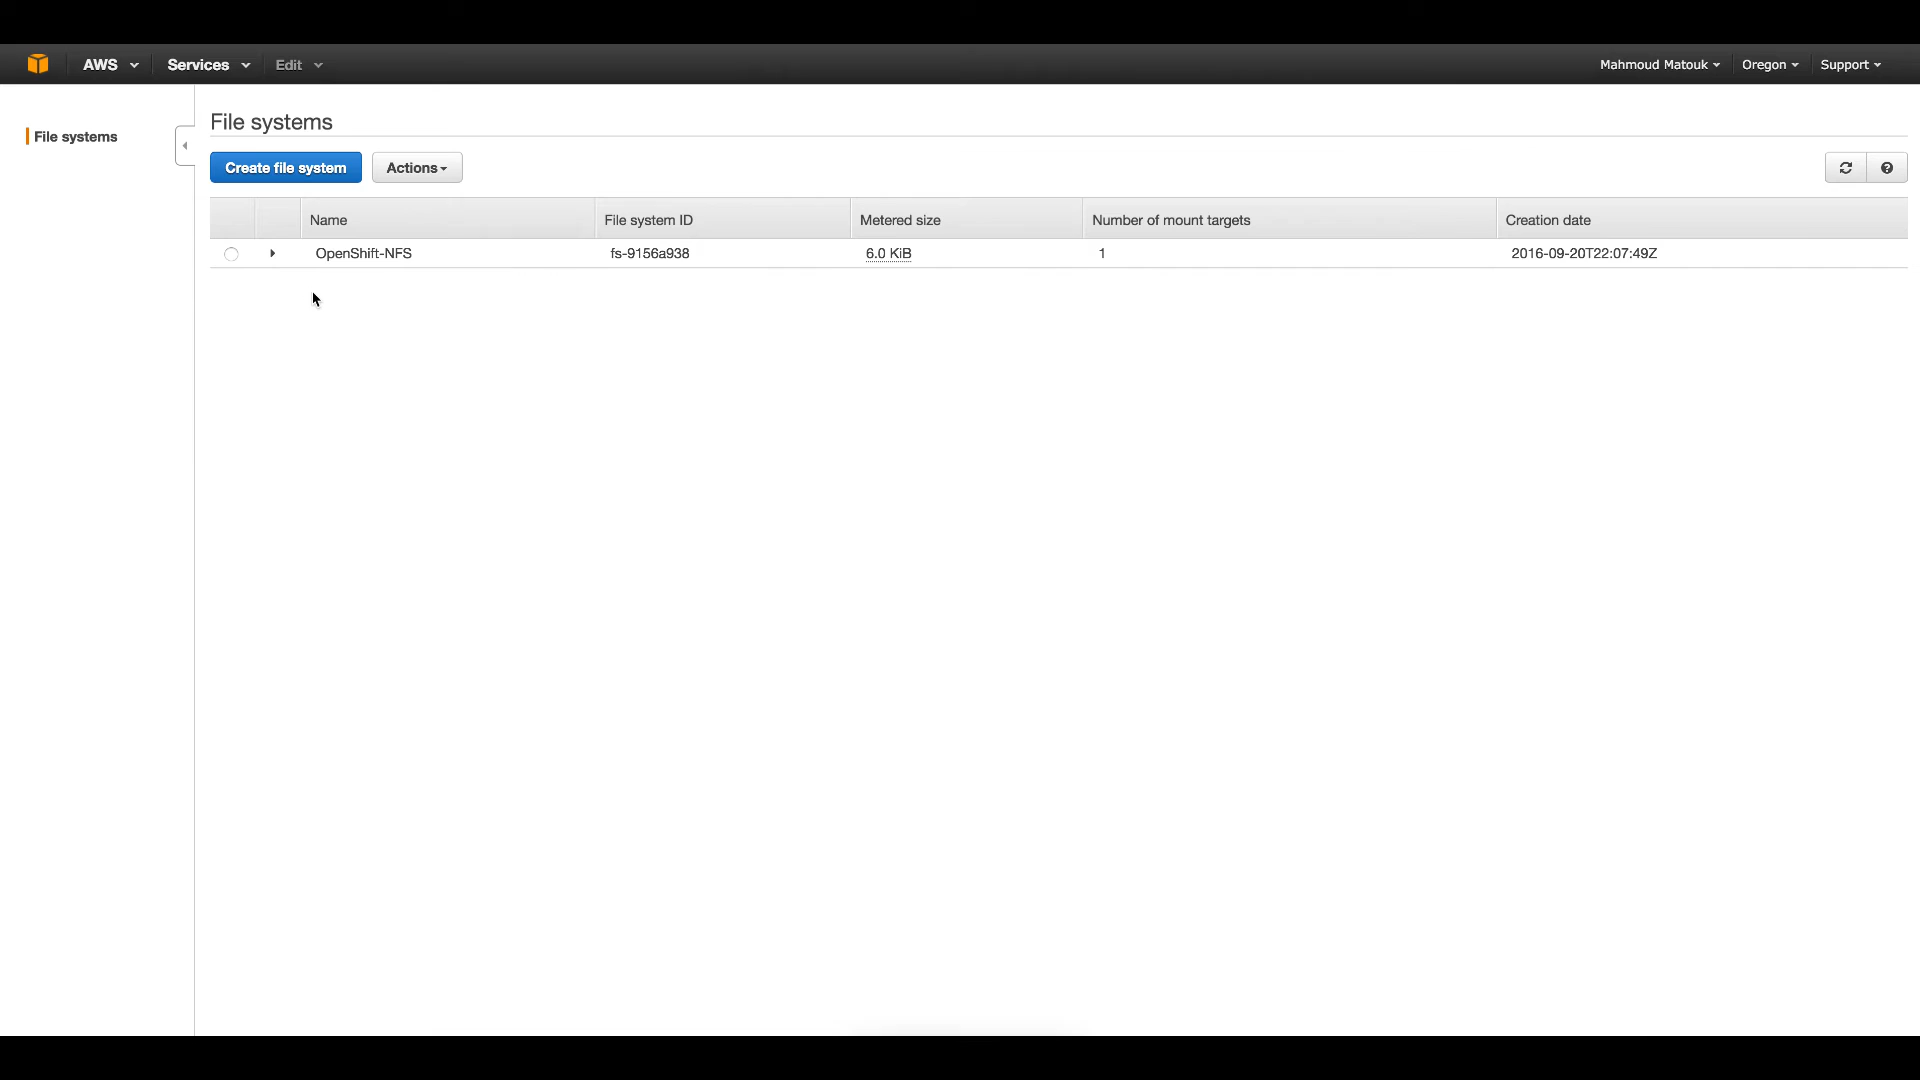 AWS Services Edit Mahmoud Matouk Oregon Support
File systems
File systems
Create file system Actions
Name File system ID Metered size Number of mount targets Creation date
OpenShift-NFS fs-9156a938 6.0 KiB 1 2016-09-20T22:07:49Z